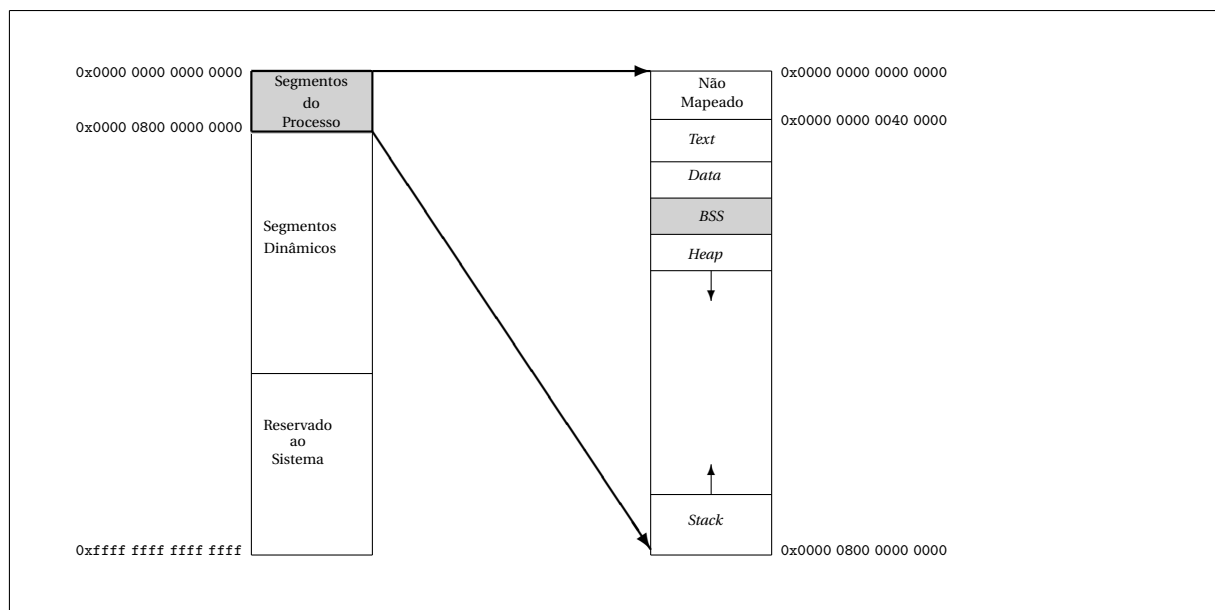 0x0000 0000 0000 0000
Segmentos
do
Processo
0x0000 0800 0000 0000
Segmentos
Dinâmicos
Reservado
ao
Sistema
0xffff ffff ffff ffff
Não
Mapeado
0x0000 0000 0000 0000
0x0000 0000 0040 0000
Text
Data
BSS
Heap
Stack
0x0000 0800 0000 0000